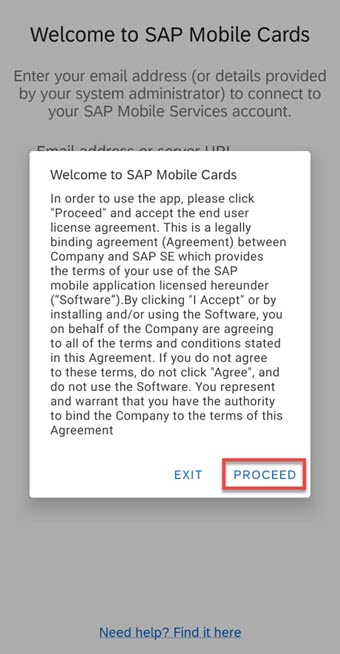 Welcome to SAP Mobile Cards
Enter your email address (or details provided
by your system administrator) to connect to
your SAP Mobile Services account.
Email address or server URL
Welcome to SAP Mobile Cards
In order to use the app, please click
"Proceed" and accept the end user
license agreement. This is a legally
binding agreement (Agreement) between
Company and SAP SE which provides
the terms of your use of the SAP
mobile application licensed hereunder
(“Software”).By clicking "I Accept" or by
installing and/or using the Software, you
on behalf of the Company are agreeing
to all of the terms and conditions stated
in this Agreement. If you do not agree
to these terms, do not click "Agree", and
do not use the Software. You represent
and warrant that you have the authority
to bind the Company to the terms of this
Agreement
EXIT PROCEED
Need help? Find it here